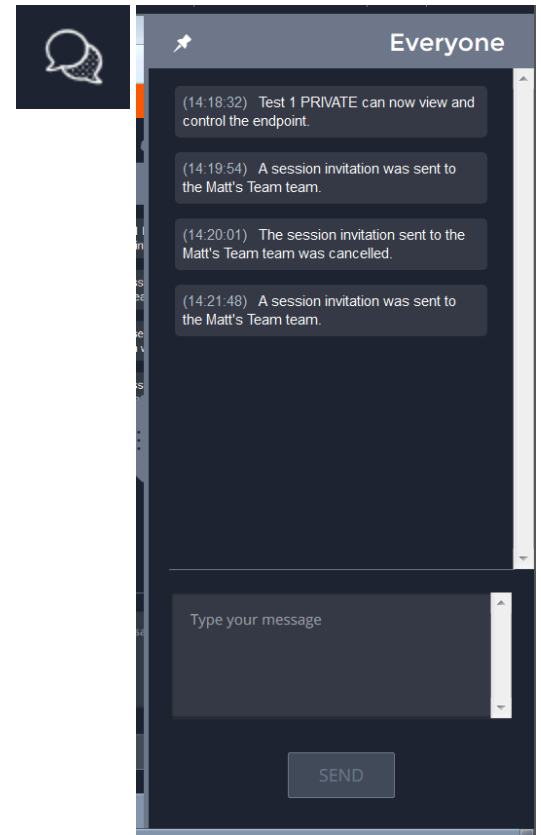 Everyone
(14:18:32) Test 1 PRIVATE can now view and
control the endpoint.
(14:19:54) A session invitation was sent to
the Matt's Team team.
(14:20:01) The session invitation sent to the
Matt's Team team was cancelled.
(14:21:48) A session invitation was sent to
the Matt's Team team.
Type your message
SEND